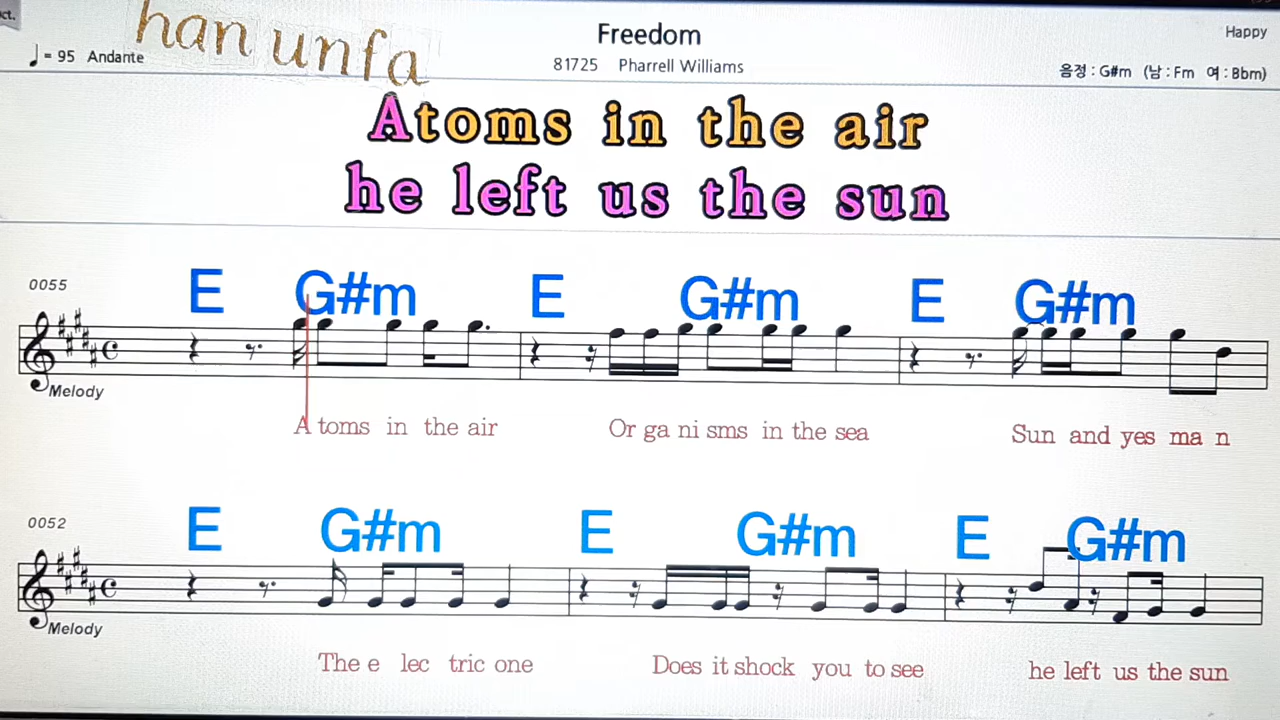 ct.
han unfa
Freedom
Happy
♩= 95 Andante
81725 Pharrell Williams
음정 : G#m (남 : Fm 여 : Bbm)
Atoms in the air
he left us the sun
0055
E G#m E G#m E G#m
Melody
A toms in the air Or ga ni sms in the sea Sun and yes ma n
0052
E G#m E G#m E G#m
Melody
The e lec tric one Does it shock you to see he left us the sun